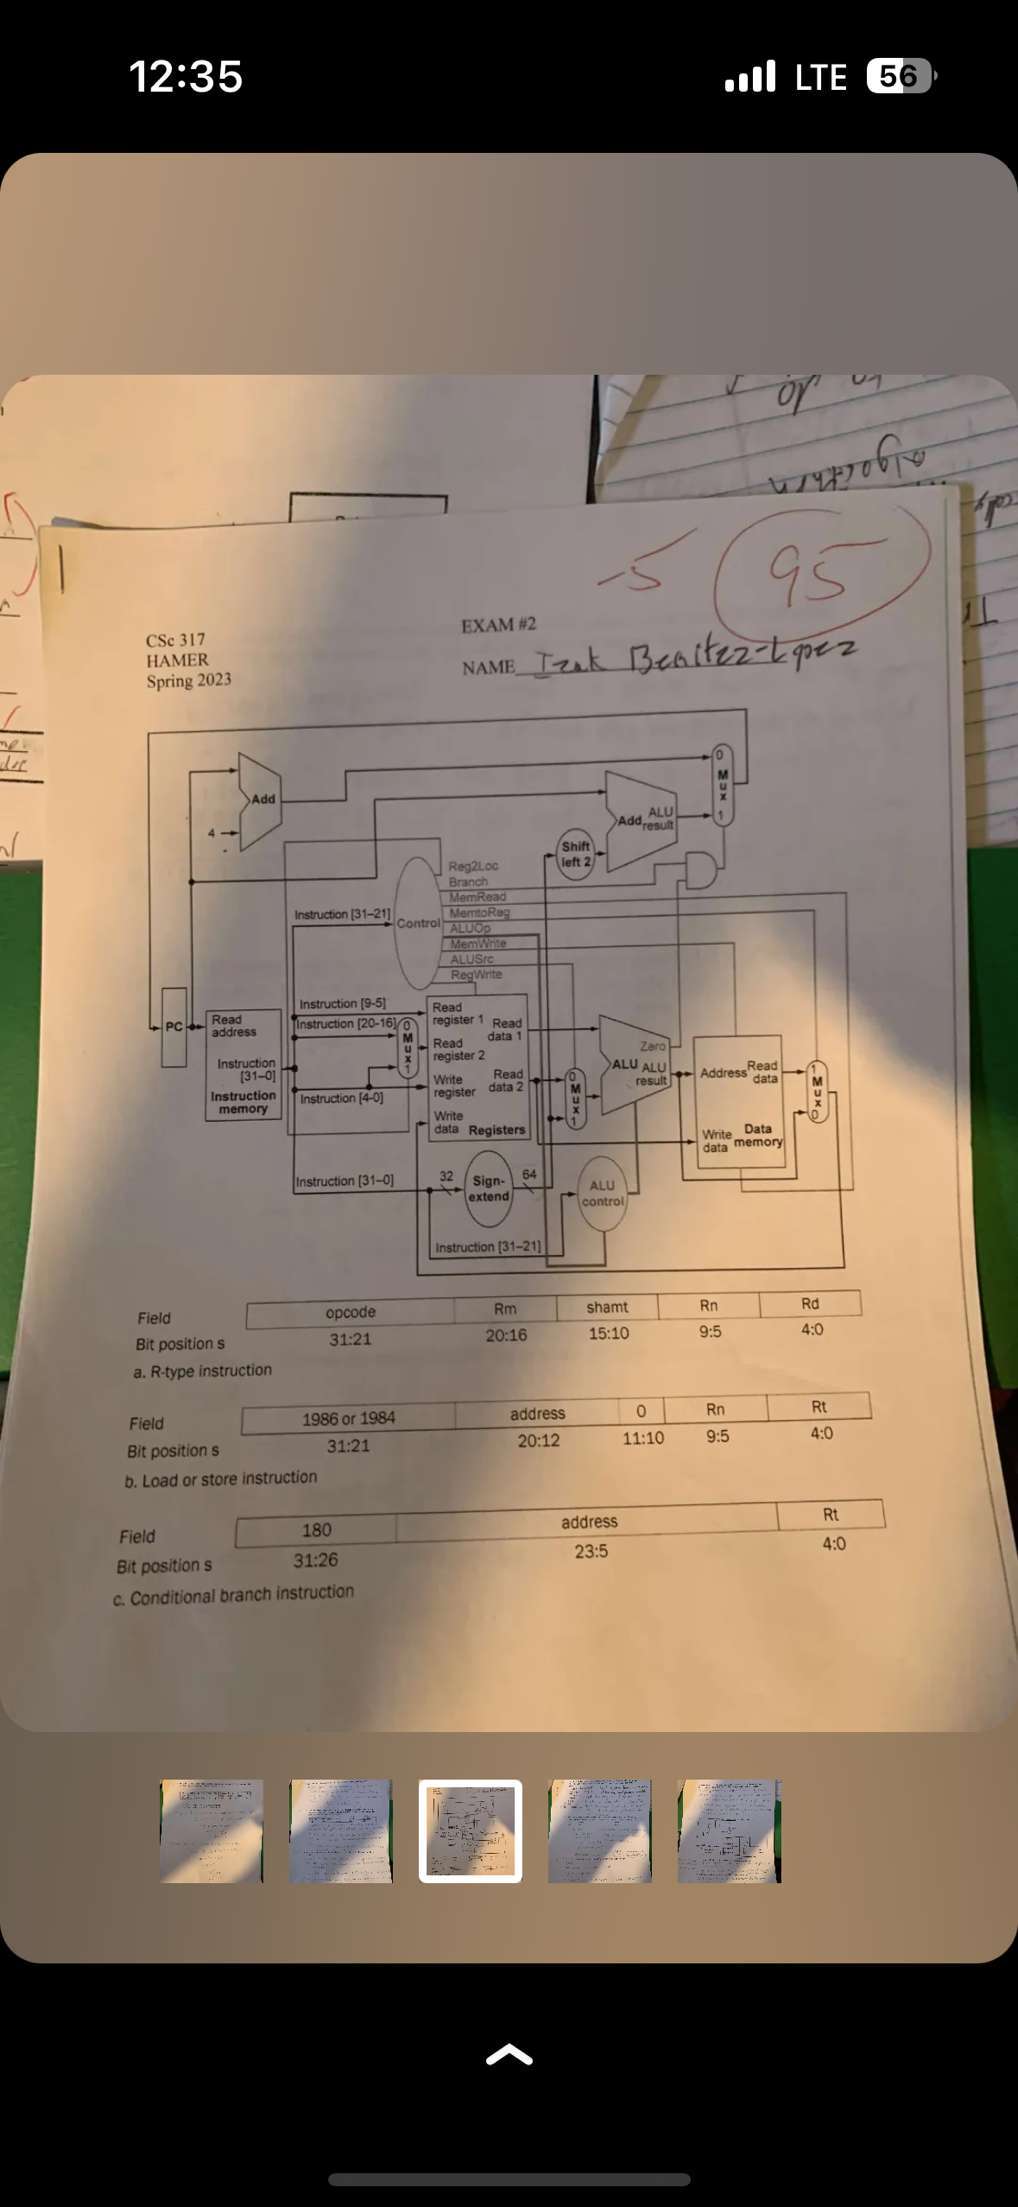 12:35
LTE 56
algorithm
-5 95
CSc 317
HAMER
Spring 2023
EXAM #2
NAME Izak Benitez-Lopez
Add
4
0
M
u
x
1
Add ALU
result
Shift
left 2
Reg2Loc
Branch
MemRead
MemtoReg
ALUOp
MemWrite
ALUSrc
RegWrite
Instruction [31–21]
Control
PC
Read
address
Instruction
[31–0]
Instruction
memory
Instruction [9-5]
Instruction [20-16]
Instruction [4-0]
0
M
u
x
1
Read
register 1
Read
data 1
Read
register 2
Write
register
Read
data 2
Write
data Registers
0
M
u
x
1
Zero
ALU ALU
result
Address
Read
data
Write
data
Data
memory
1
M
u
x
0
Instruction [31–0]
32
Sign-
extend
64
ALU
control
Instruction [31–21]
Field opcode Rm shamt Rn Rd
Bit position s 31:21 20:16 15:10 9:5 4:0
a. R-type instruction
Field 1986 or 1984 address 0 Rn Rt
Bit position s 31:21 20:12 11:10 9:5 4:0
b. Load or store instruction
Field 180 address Rt
Bit position s 31:26 23:5 4:0
c. Conditional branch instruction